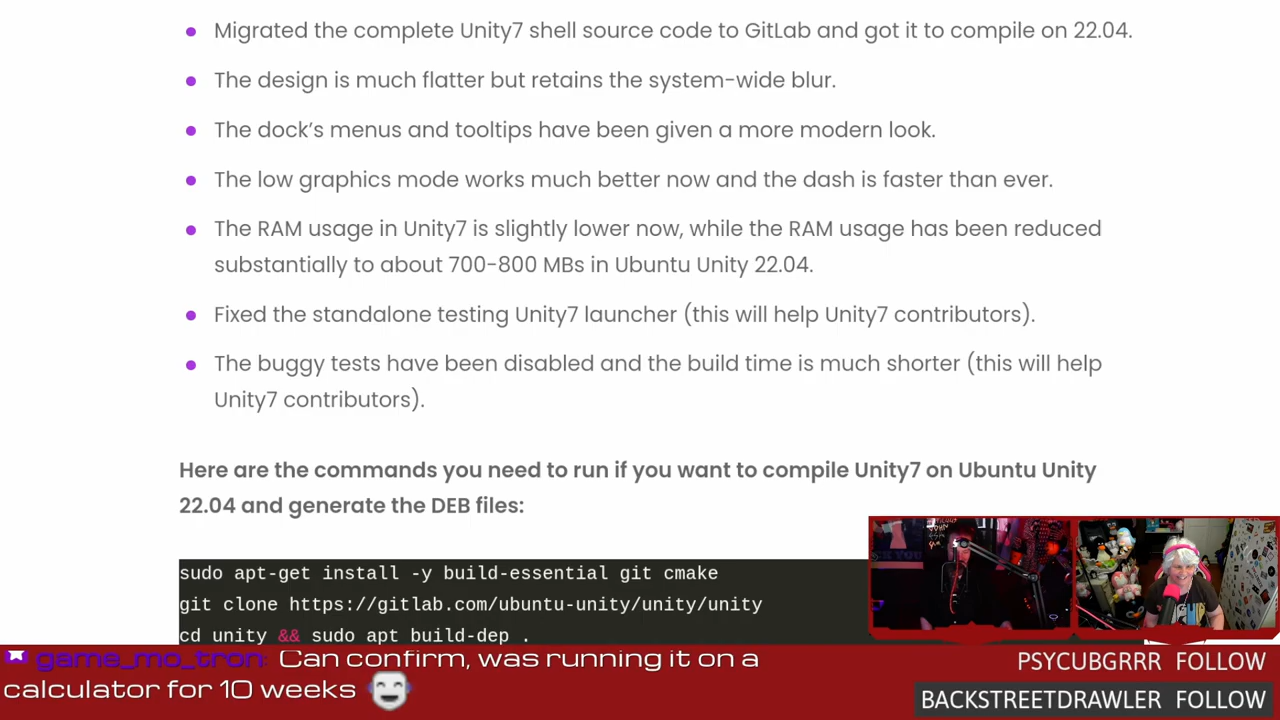 Migrated the complete Unity7 shell source code to GitLab and got it to compile on 22.04.
The design is much flatter but retains the system-wide blur.
The dock's menus and tooltips have been given a more modern look.
The low graphics mode works much better now and the dash is faster than ever.
The RAM usage in Unity7 is slightly lower now, while the RAM usage has been reduced
substantially to about 700-800 MBs in Ubuntu Unity 22.04.
Fixed the standalone testing Unity7 launcher (this will help Unity7 contributors).
The buggy tests have been disabled and the build time is much shorter (this will help
Unity7 contributors).
Here are the commands you need to run if you want to compile Unity7 on Ubuntu Unity
22.04 and generate the DEB files:
sudo apt-get install -y build-essential git cmake
git clone https://gitlab.com/ubuntu-unity/unity/unity
cd unity && sudo apt build-dep .
game_mo_tron: Can confirm, was running it on a
calculator for 10 weeks
PSYCUBGRRR FOLLOW
BACKSTREETDRAWLER FOLLOW